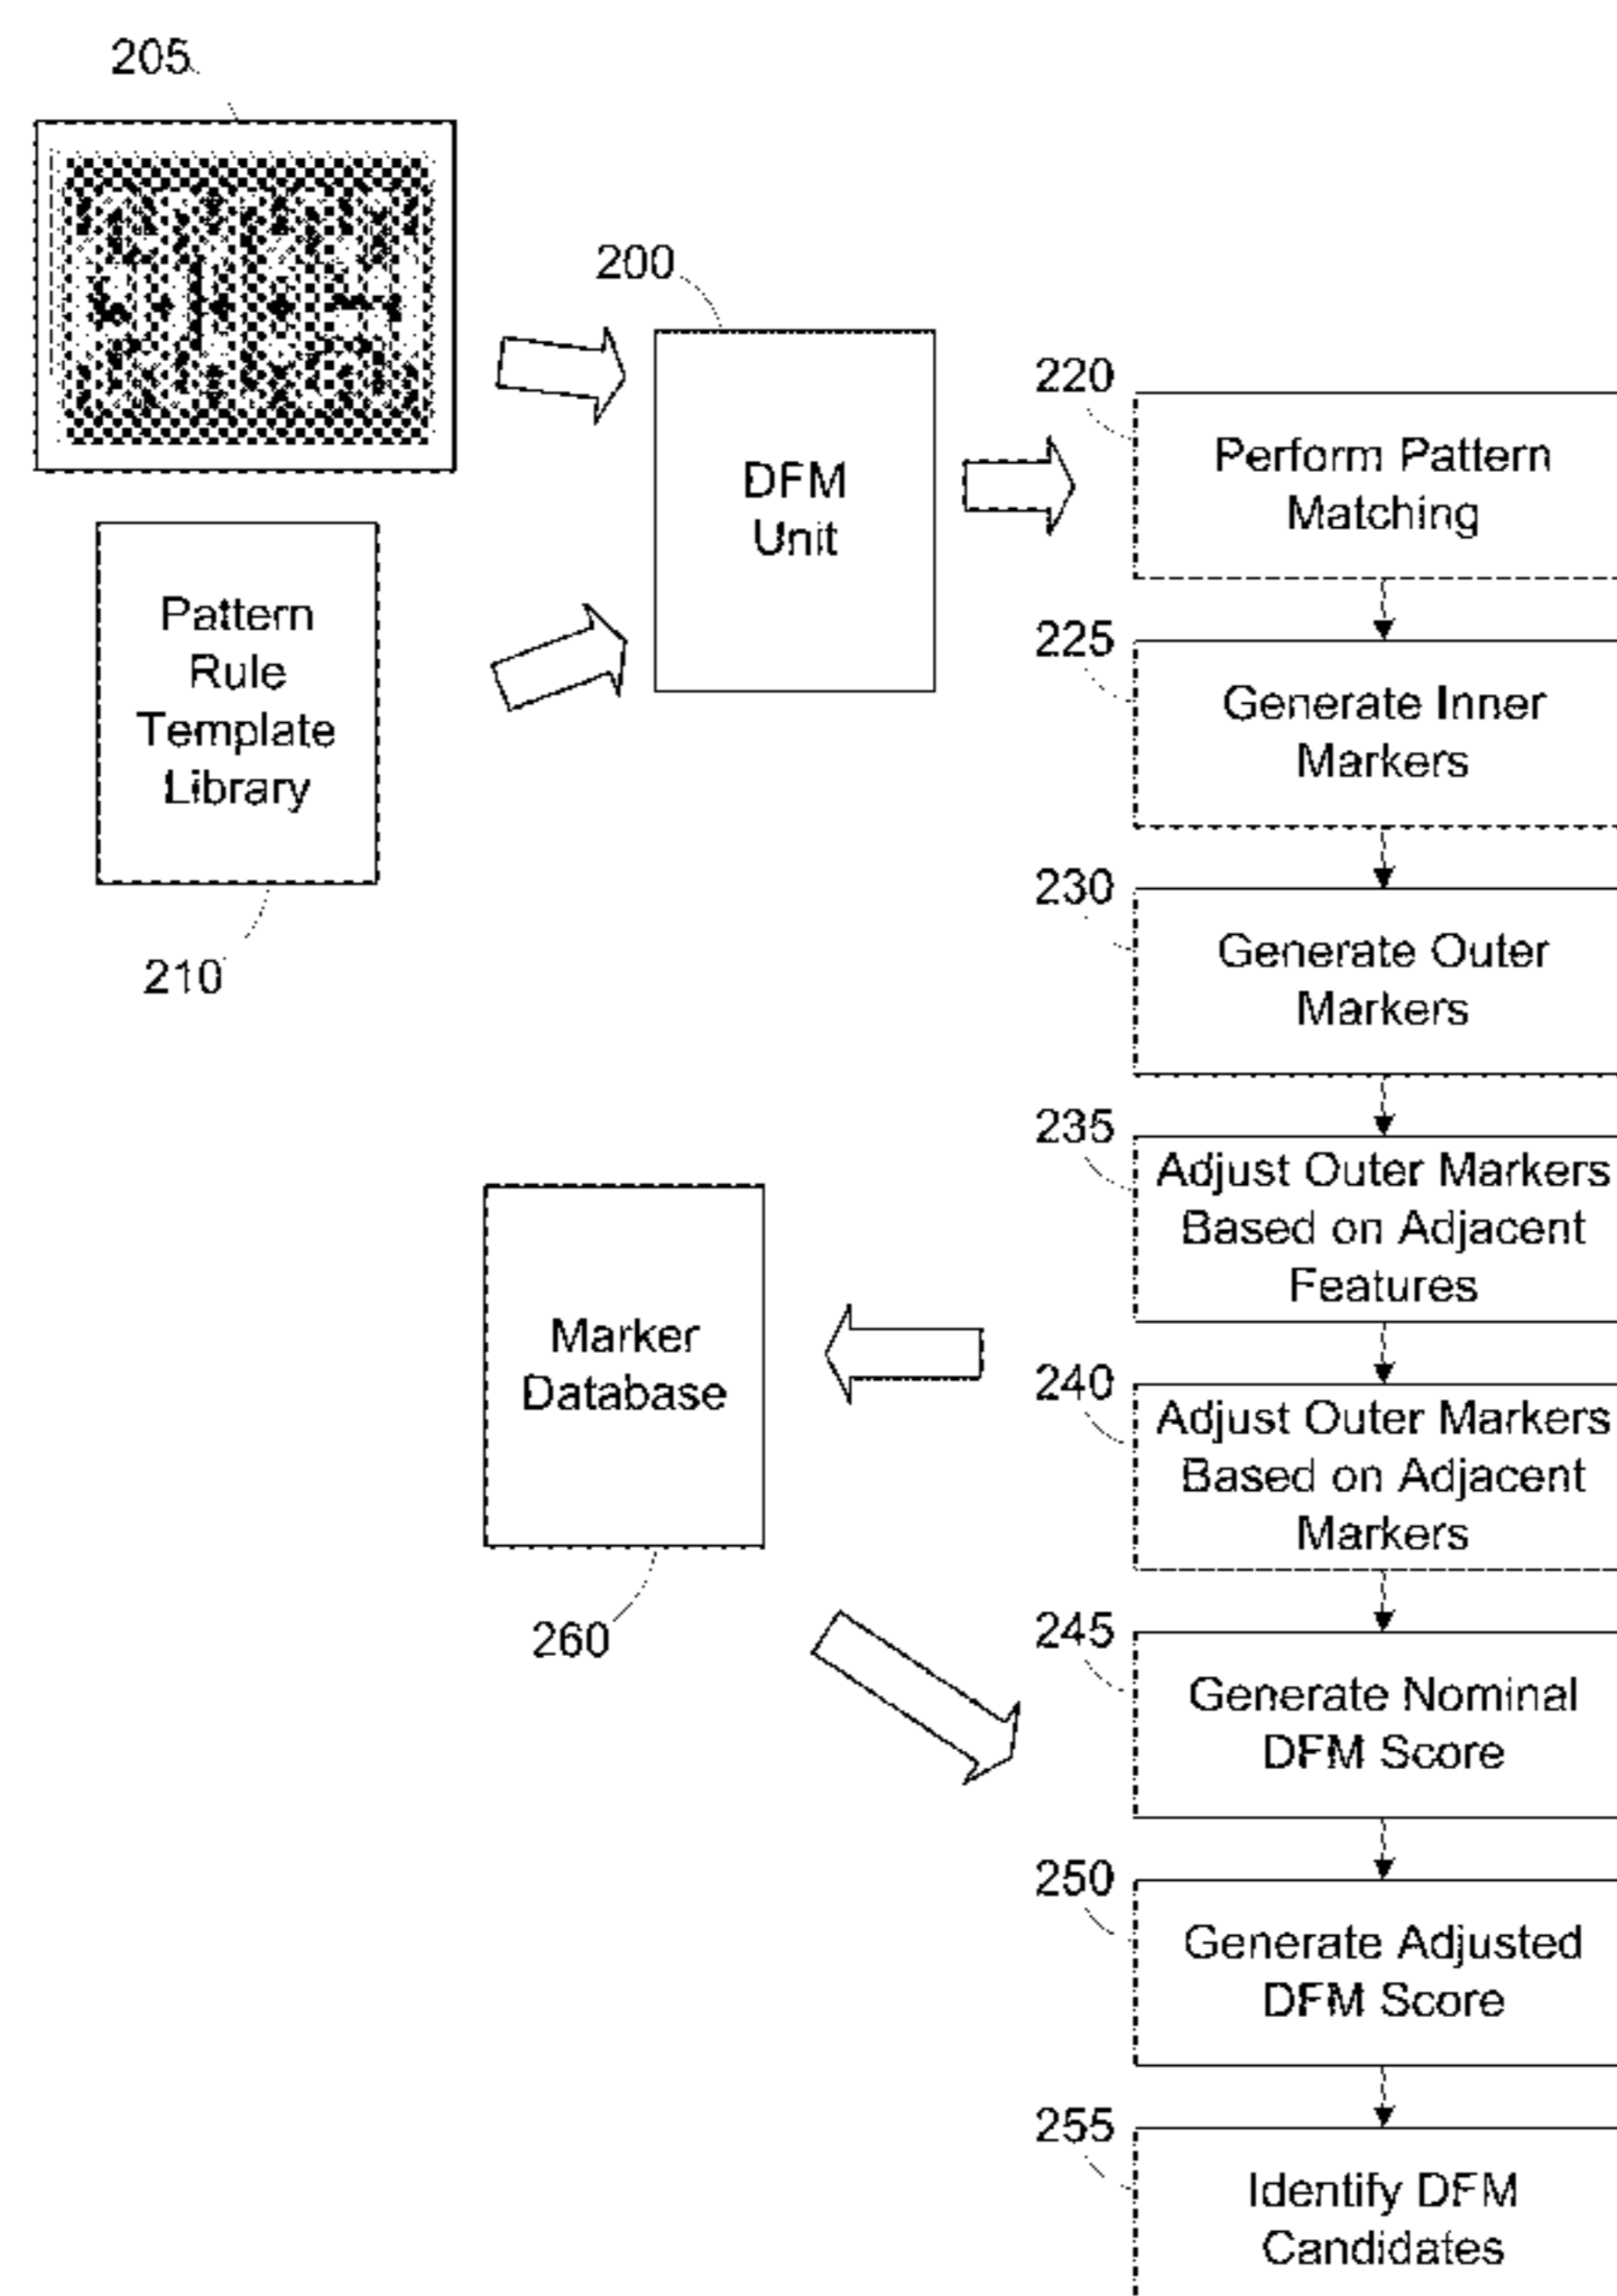 205
200
DFM
Unit
Pattern
Rule
Template
Library
210
220
Perform Pattern
Matching
225
Generate Inner
Markers
230
Generate Outer
Markers
235
Adjust Outer Markers
Based on Adjacent
Features
Marker
Database
260
240
Adjust Outer Markers
Based on Adjacent
Markers
245
Generate Nominal
DFM Score
250
Generate Adjusted
DFM Score
255
Identify DFM
Candidates